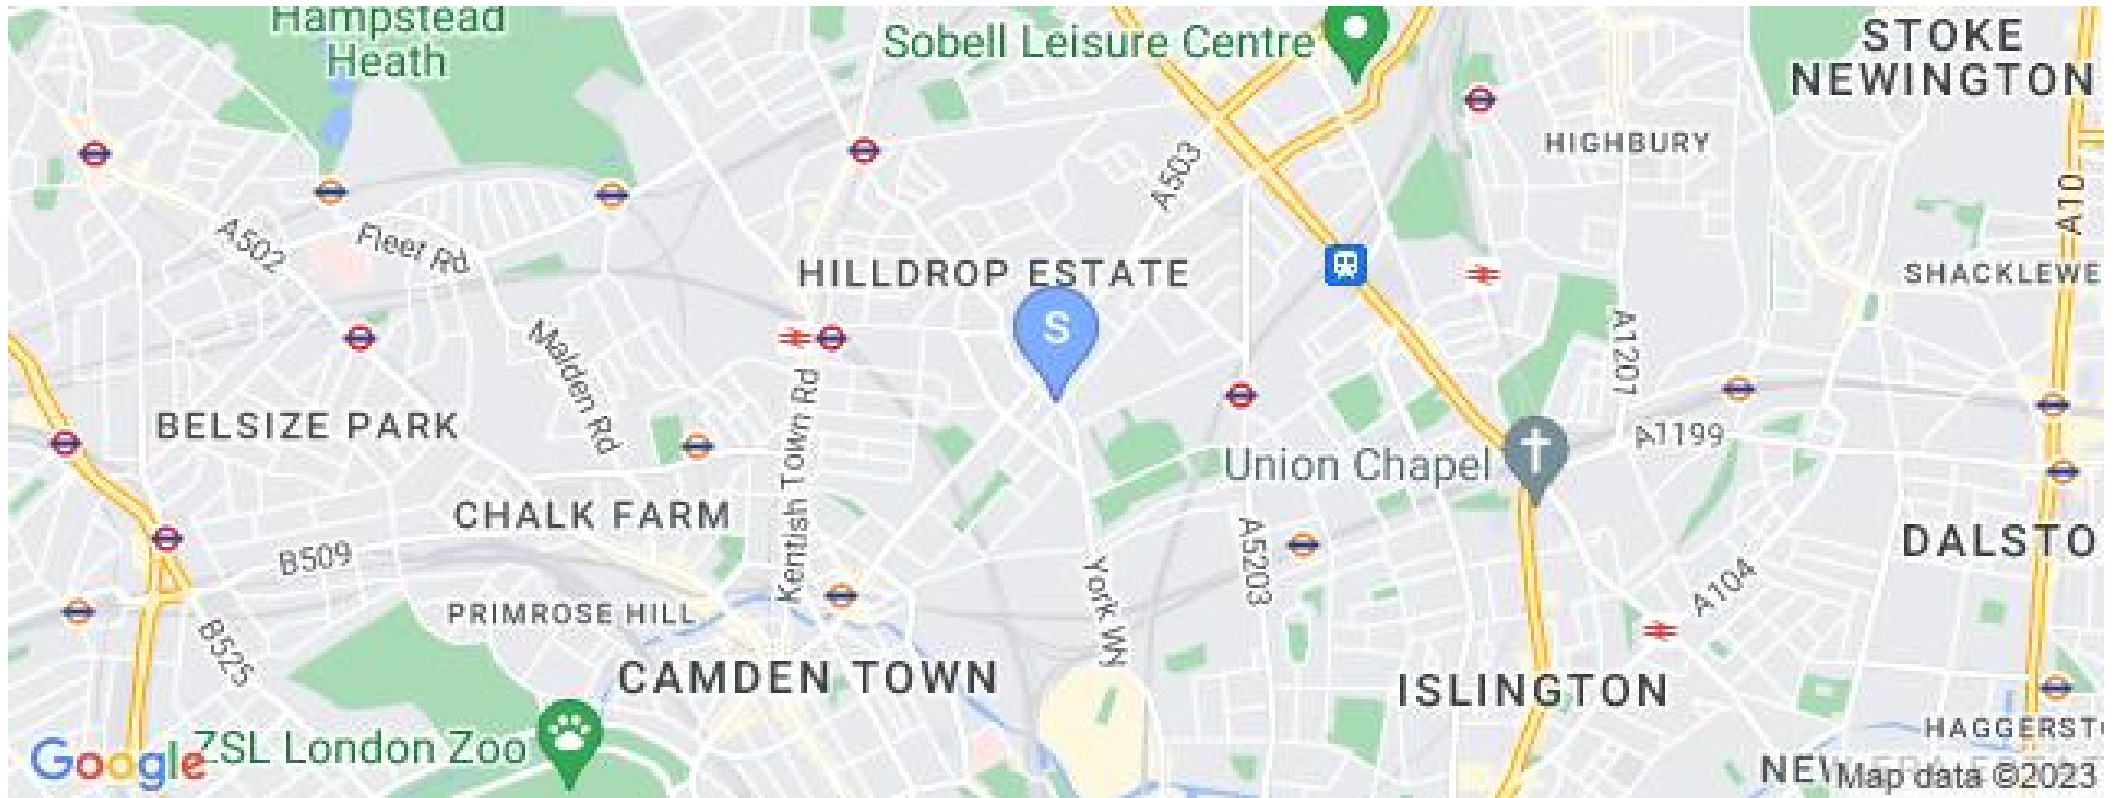 Hampstead
Heath
Sobell Leisure Centre
STOKE
NEWINGTON
HIGHBURY
A503
A10
A502
Fleet Rd
HILLDROP ESTATE
SHACKLEWE
S
Malden Rd
A1201
BELSIZE PARK
Kentish Town Rd
A1199
Union Chapel
CHALK FARM
A5203
DALSTO
B509
York Wy
A104
PRIMROSE HILL
B525
CAMDEN TOWN
ISLINGTON
HAGGERST
ZSL London Zoo
Google
NEW
Map data ©2023